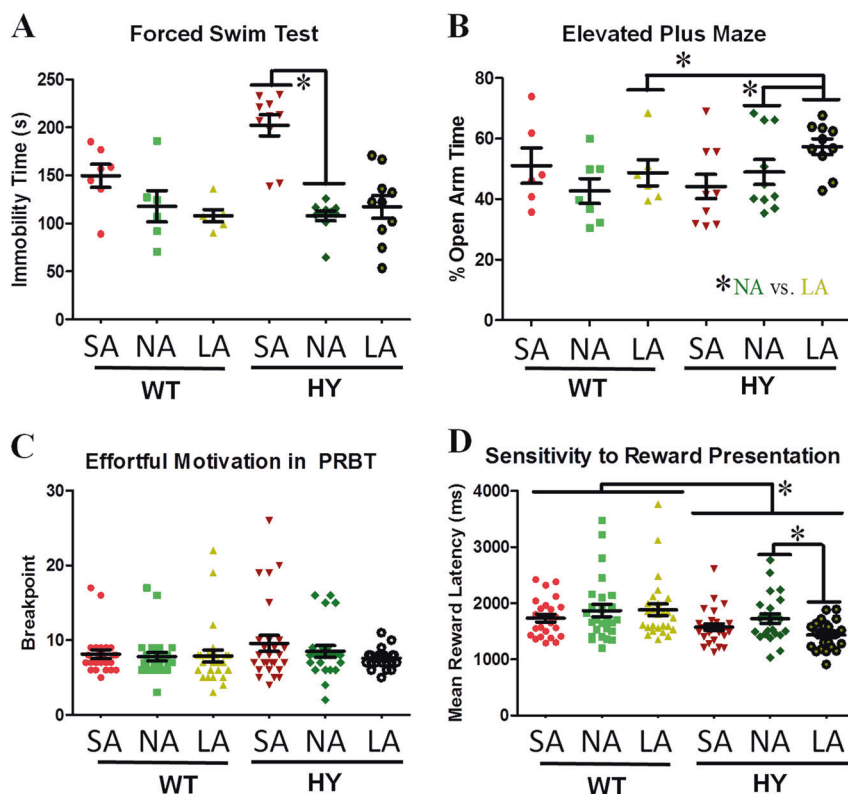 A
Forced Swim Test
Immobility Time (s)
250
200
150
100
50
0
*
SA NA LA SA NA LA
WT HY
B
Elevated Plus Maze
% Open Arm Time
80
60
40
20
0
*
*
*NA vs. LA
SA NA LA SA NA LA
WT HY
C
Effortful Motivation in PRBT
Breakpoint
30
20
10
0
SA NA LA SA NA LA
WT HY
D
Sensitivity to Reward Presentation
Mean Reward Latency (ms)
4000
3000
2000
1000
0
*
*
SA NA LA SA NA LA
WT HY